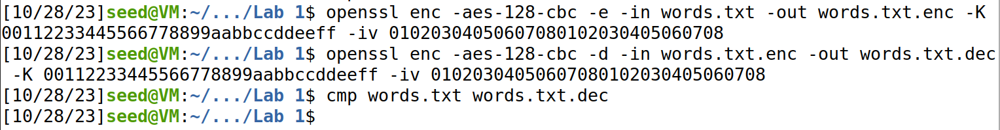 [10/28/23]seed@VM:~/.../Lab 1$ openssl enc -aes-128-cbc -e -in words.txt -out words.txt.enc -K
00112233445566778899aabbccddeeff -iv 01020304050607080102030405060708
[10/28/23]seed@VM:~/.../Lab 1$ openssl enc -aes-128-cbc -d -in words.txt.enc -out words.txt.dec
 -K 00112233445566778899aabbccddeeff -iv 01020304050607080102030405060708
[10/28/23]seed@VM:~/.../Lab 1$ cmp words.txt words.txt.dec
[10/28/23]seed@VM:~/.../Lab 1$